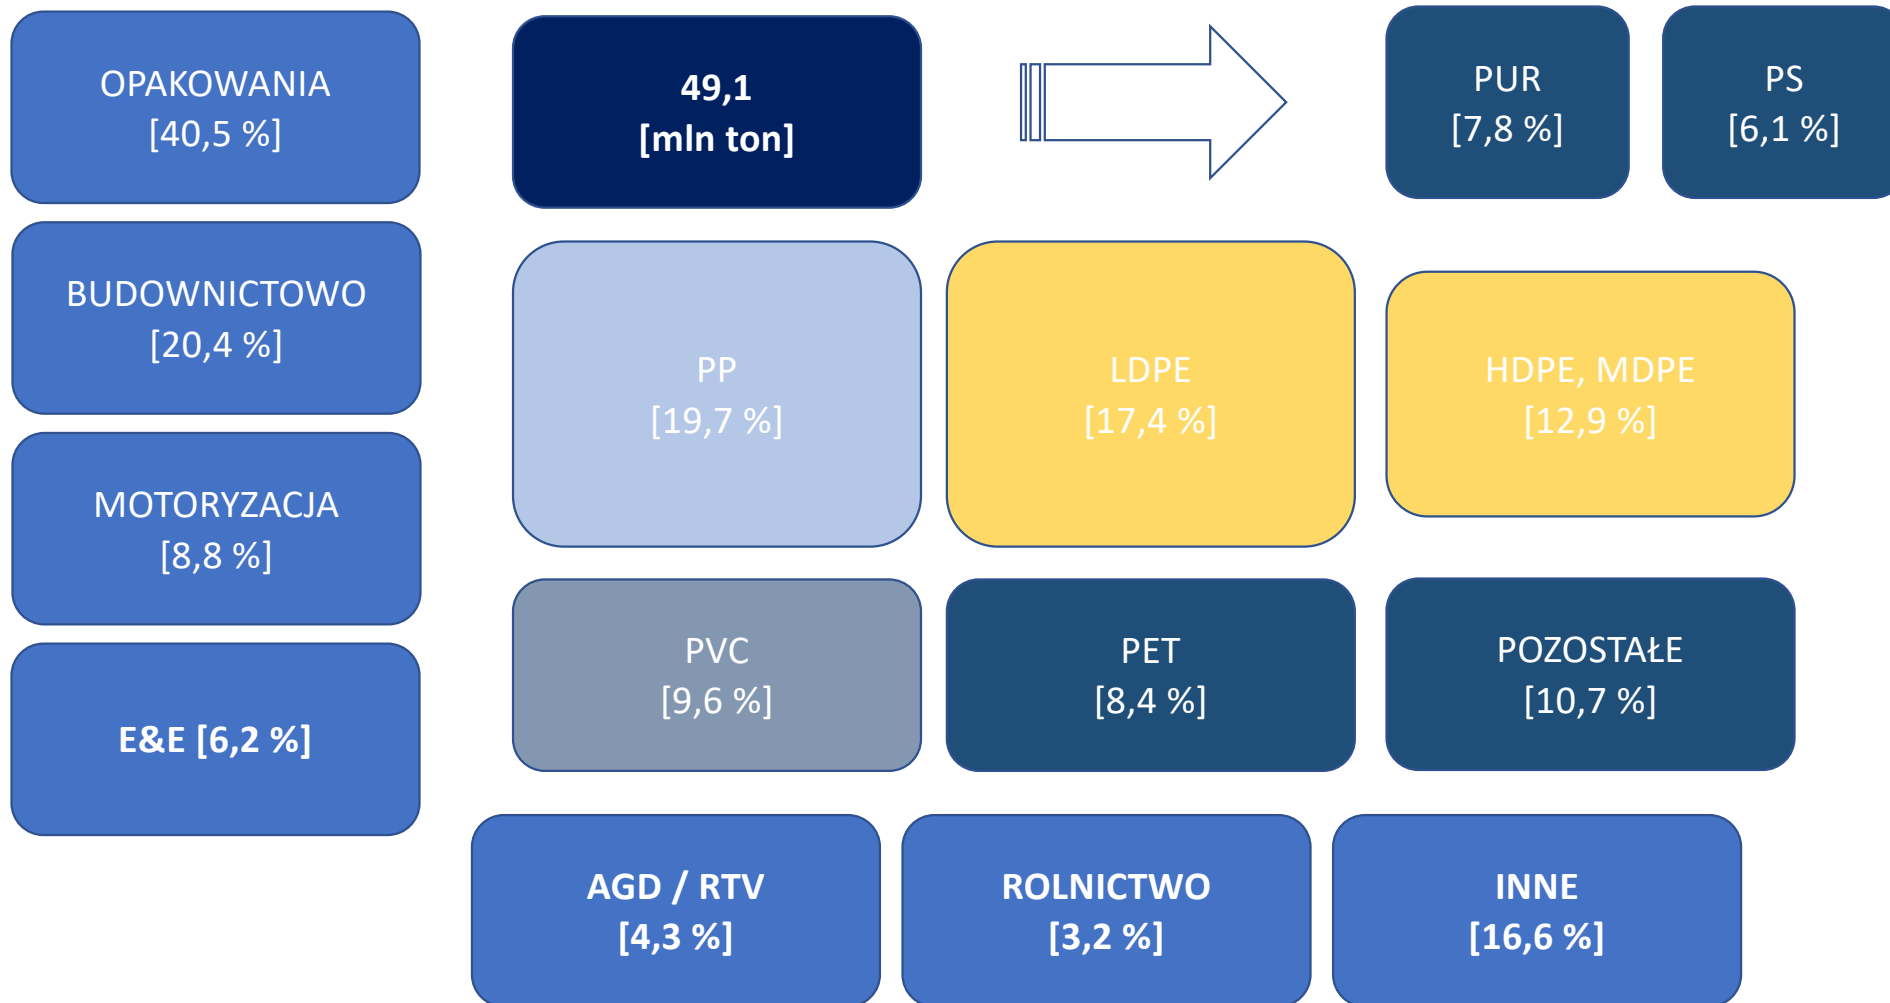 OPAKOWANIA
[40,5 %]
49,1
[mln ton]
PUR
[7,8 %]
PS
[6,1 %]
BUDOWNICTOWO
[20,4 %]
PP
[19,7 %]
LDPE
[17,4 %]
HDPE, MDPE
[12,9 %]
MOTORYZACJA
[8,8 %]
PVC
[9,6 %]
PET
[8,4 %]
POZOSTAŁE
[10,7 %]
E&E [6,2 %]
AGD / RTV
[4,3 %]
ROLNICTWO
[3,2 %]
INNE
[16,6 %]